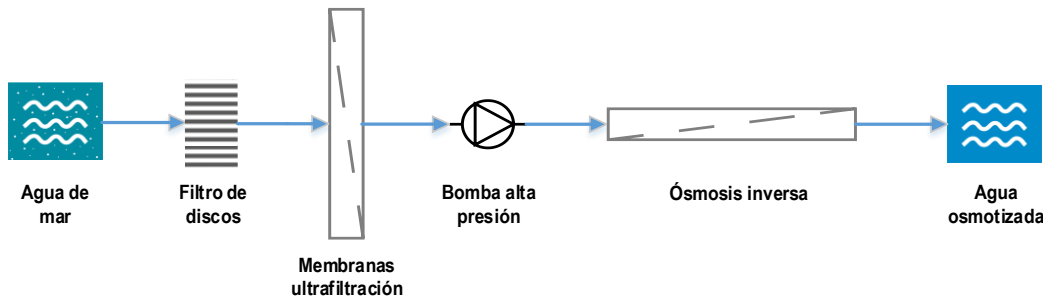 Agua de
mar
Filtro de
discos
Membranas
ultrafiltración
Bomba alta
presión
Ósmosis inversa
Agua
osmotizada